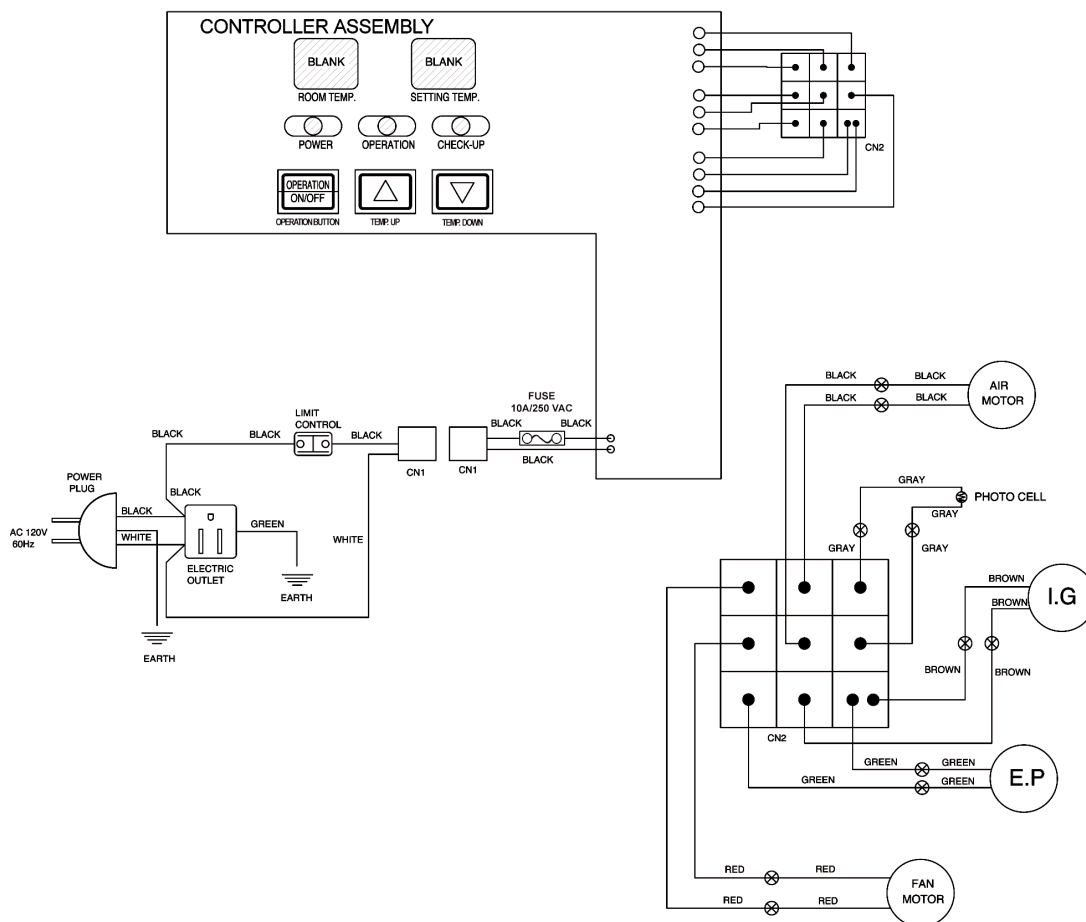 CONTROLLER ASSEMBLY
BLANK
BLANK
ROOM TEMP.
SETTING TEMP.
POWER
OPERATION
CHECK-UP
OPERATION
ON/OFF
OPERATION BUTTON
TEMP. UP
TEMP. DOWN
CN2
FUSE
10A/250 VAC
BLACK
BLACK
BLACK
CN1
CN1
LIMIT
CONTROL
BLACK
BLACK
BLACK
BLACK
POWER
PLUG
AC 120V
60Hz
BLACK
WHITE
GREEN
WHITE
ELECTRIC
OUTLET
EARTH
EARTH
BLACK
BLACK
BLACK
BLACK
AIR
MOTOR
GRAY
GRAY
PHOTO CELL
GRAY
GRAY
BROWN
BROWN
I.G
BROWN
BROWN
CN2
GREEN
GREEN
GREEN
GREEN
E.P
RED
RED
RED
RED
FAN
MOTOR